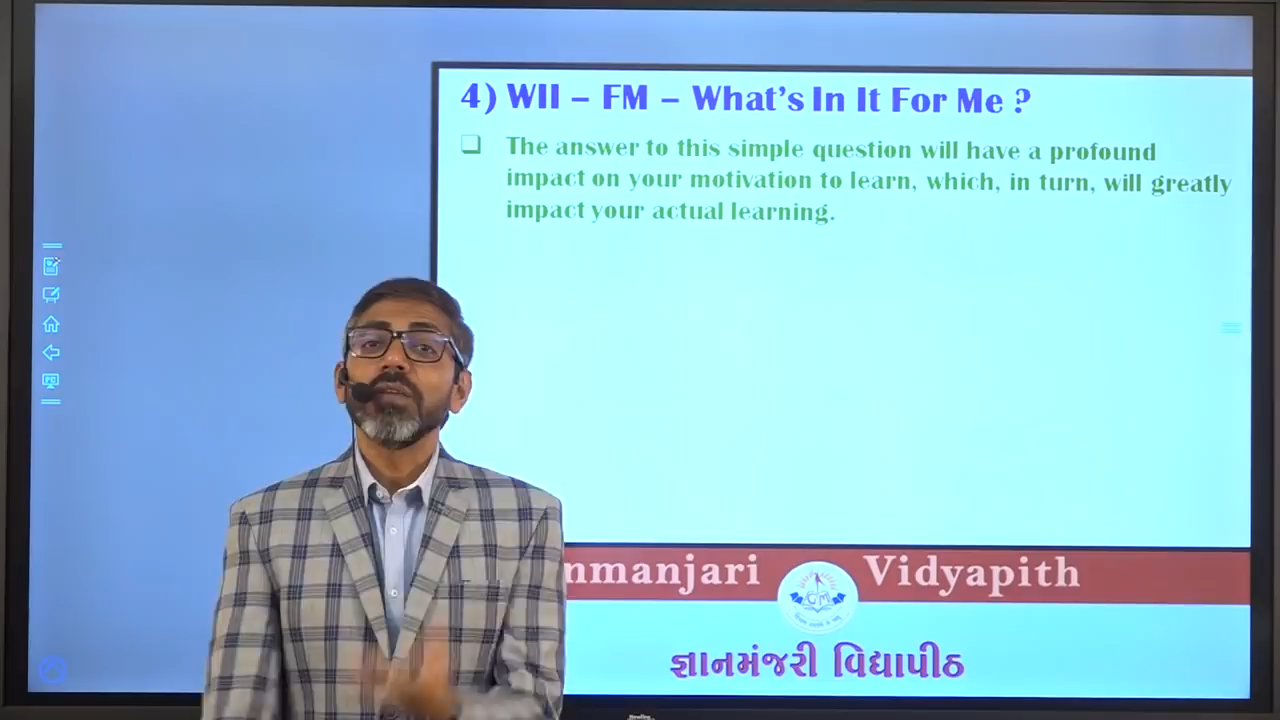 4) WII – FM – What's In It For Me ?
❑ The answer to this simple question will have a profound
impact on your motivation to learn, which, in turn, will greatly
impact your actual learning.
Vidyapith
GM
જ્ઞાનમંજરી વિદ્યાપીઠ